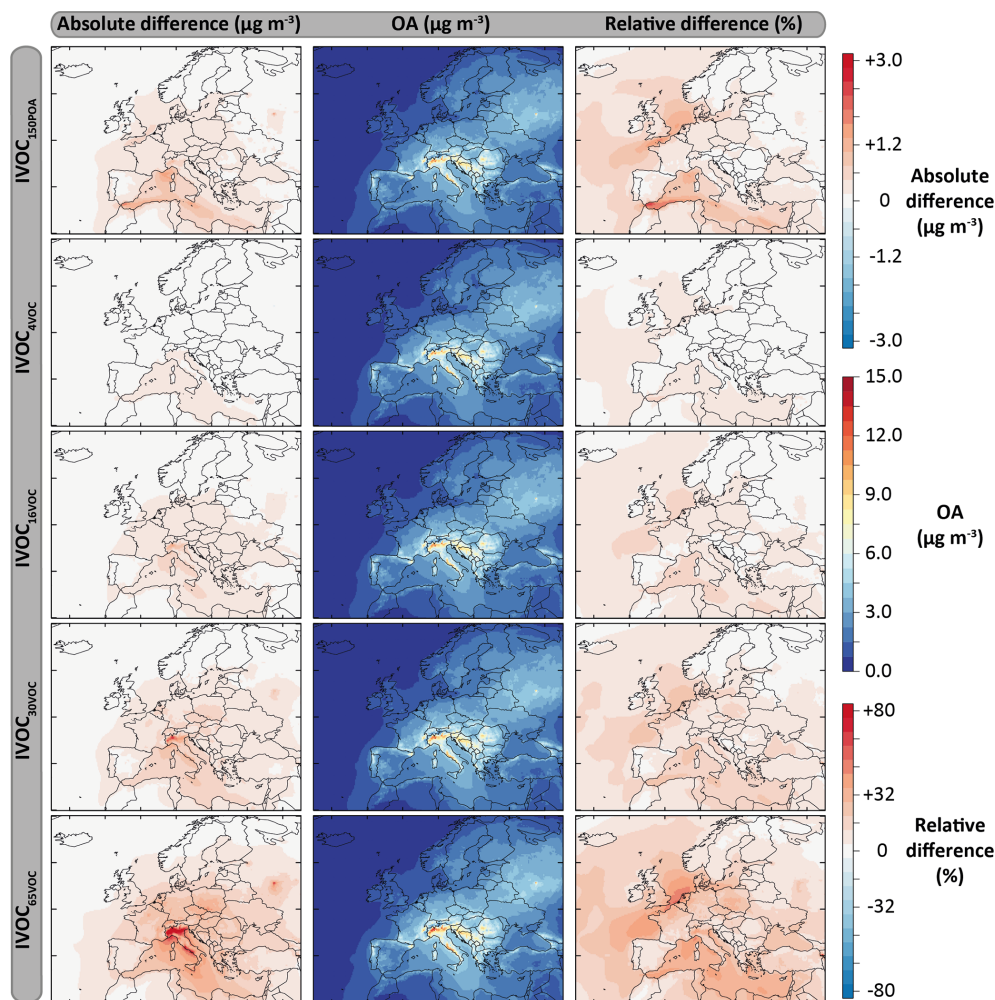 Absolute difference (µg m⁻³) OA (µg m⁻³) Relative difference (%)
IVOC150POA
IVOC4VOC
IVOC16VOC
IVOC30VOC
IVOC65VOC
+3.0
+1.2
0
-1.2
-3.0
Absolute
difference
(µg m⁻³)
15.0
12.0
9.0
6.0
3.0
0.0
OA
(µg m⁻³)
+80
+32
0
-32
-80
Relative
difference
(%)